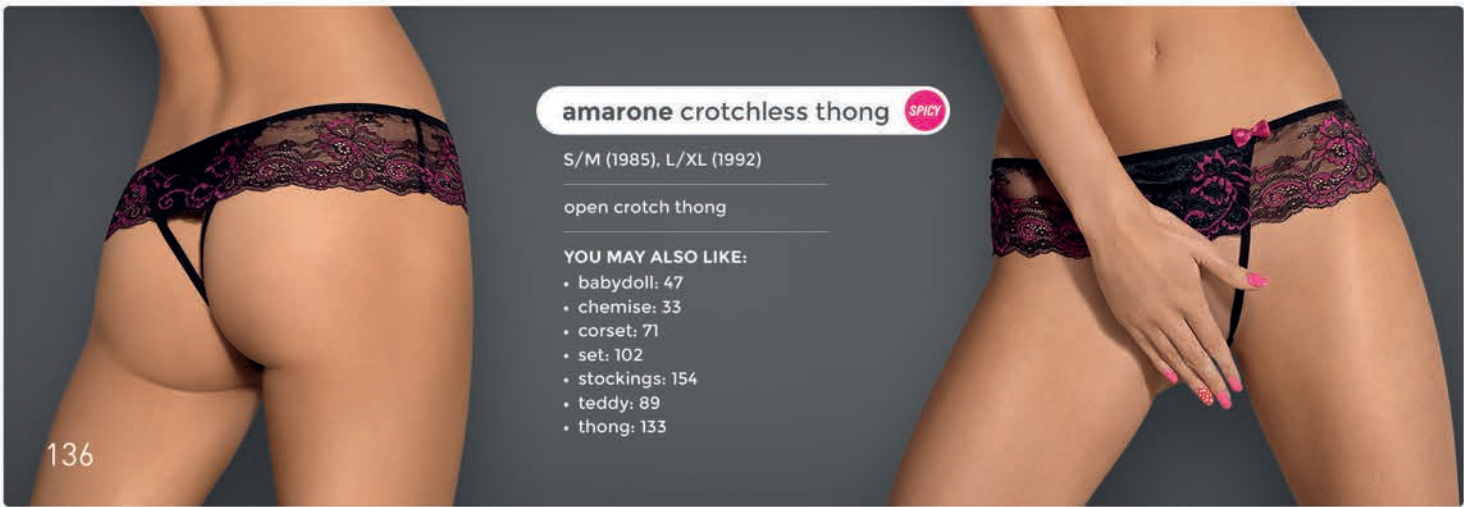 amarone crotchless thong SPICY
S/M (1985), L/XL (1992)
open crotch thong
YOU MAY ALSO LIKE:
• babydoll: 47
• chemise: 33
• corset: 71
• set: 102
• stockings: 154
• teddy: 89
• thong: 133
136